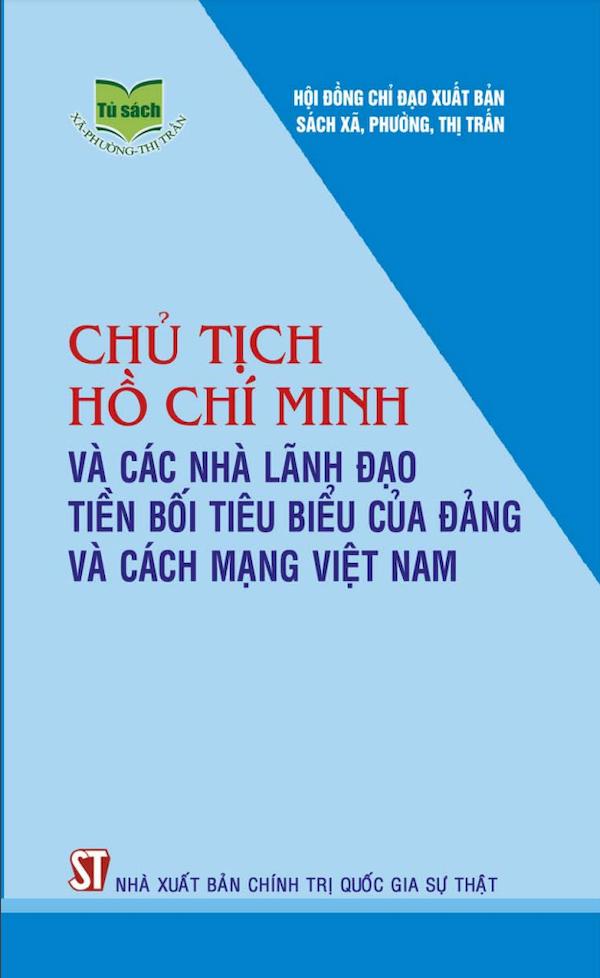 Tủ sách
XÃ-PHƯỜNG-THỊ TRẤN
HỘI ĐỒNG CHỈ ĐẠO XUẤT BẢN
SÁCH XÃ, PHƯỜNG, THỊ TRẤN
CHỦ TỊCH
HỒ CHÍ MINH
VÀ CÁC NHÀ LÃNH ĐẠO
TIỀN BỐI TIÊU BIỂU CỦA ĐẢNG
VÀ CÁCH MẠNG VIỆT NAM
ST NHÀ XUẤT BẢN CHÍNH TRỊ QUỐC GIA SỰ THẬT